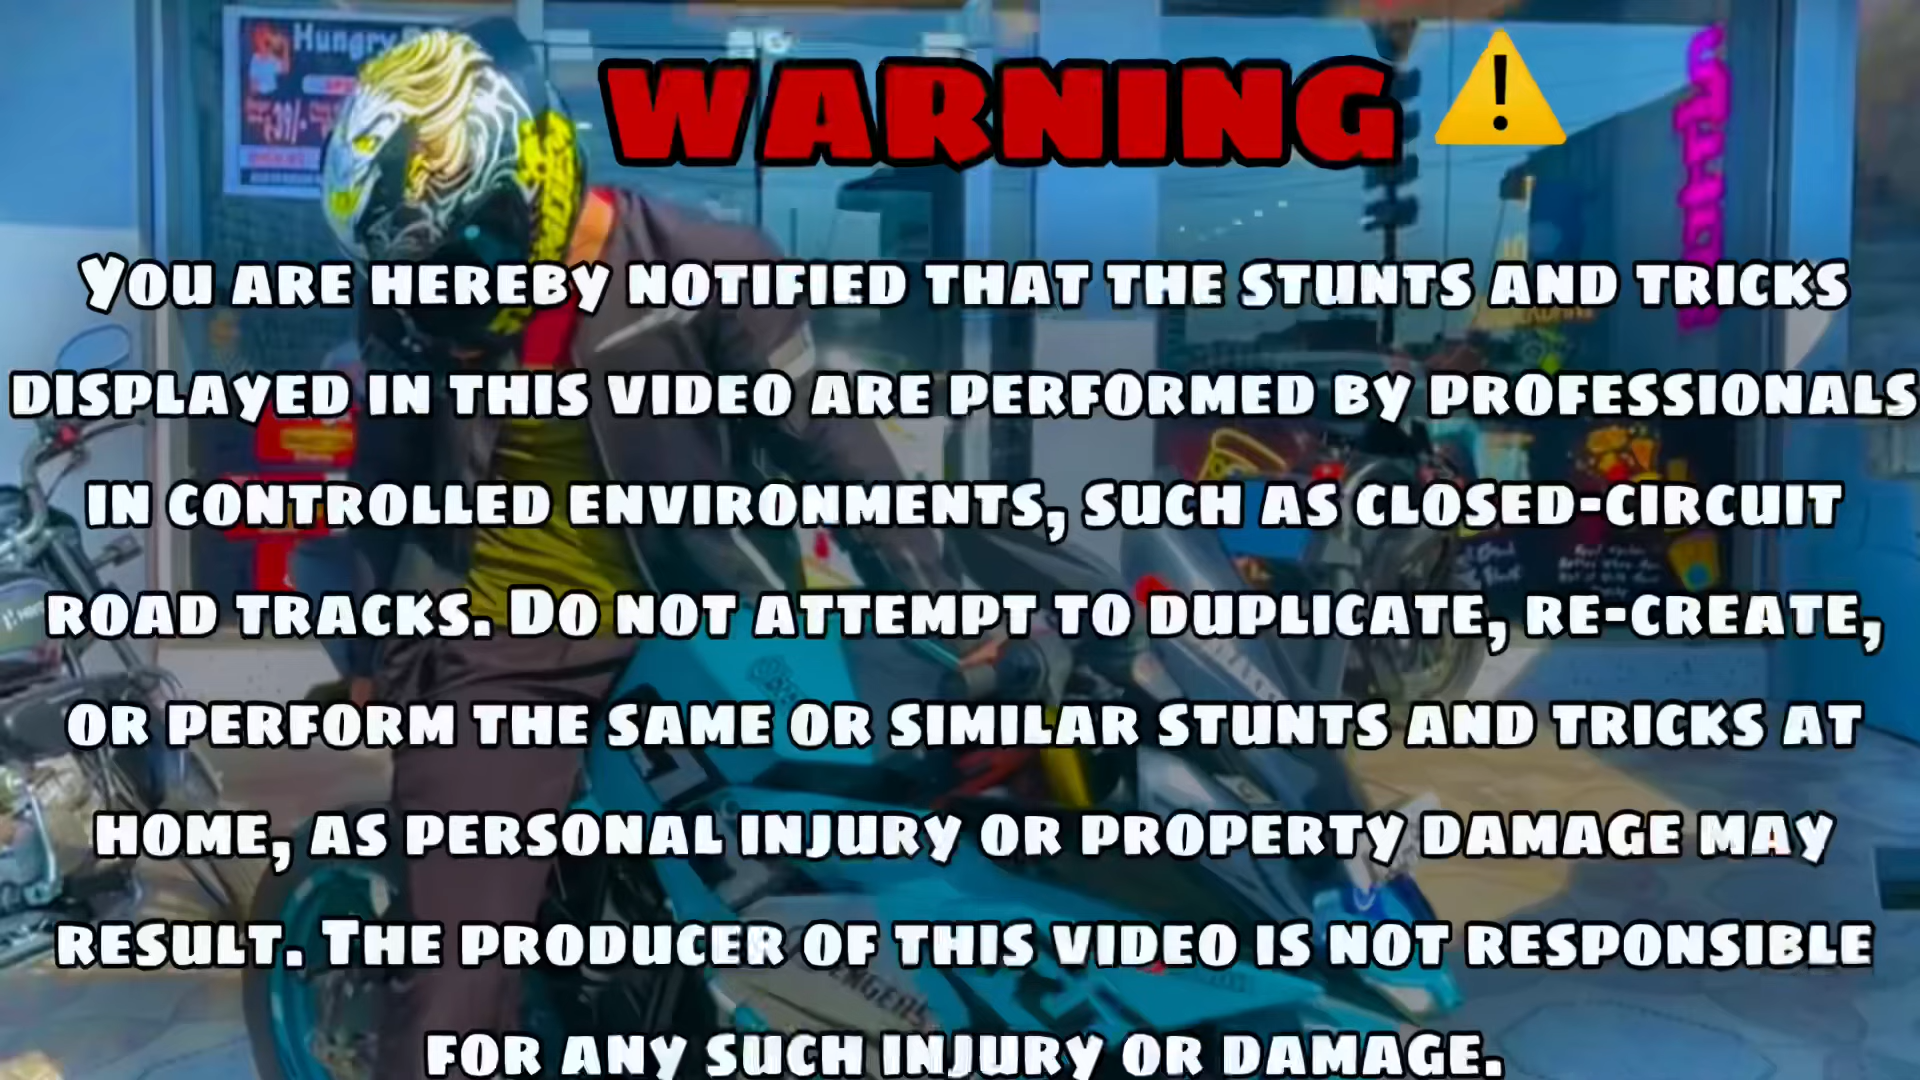 WARNING ⚠️
You are hereby notified that the stunts and tricks
displayed in this video are performed by professionals
in controlled environments, such as closed-circuit
road tracks. Do not attempt to duplicate, re-create,
or perform the same or similar stunts and tricks at
home, as personal injury or property damage may
result. The producer of this video is not responsible
for any such injury or damage.
Hungry
39/-